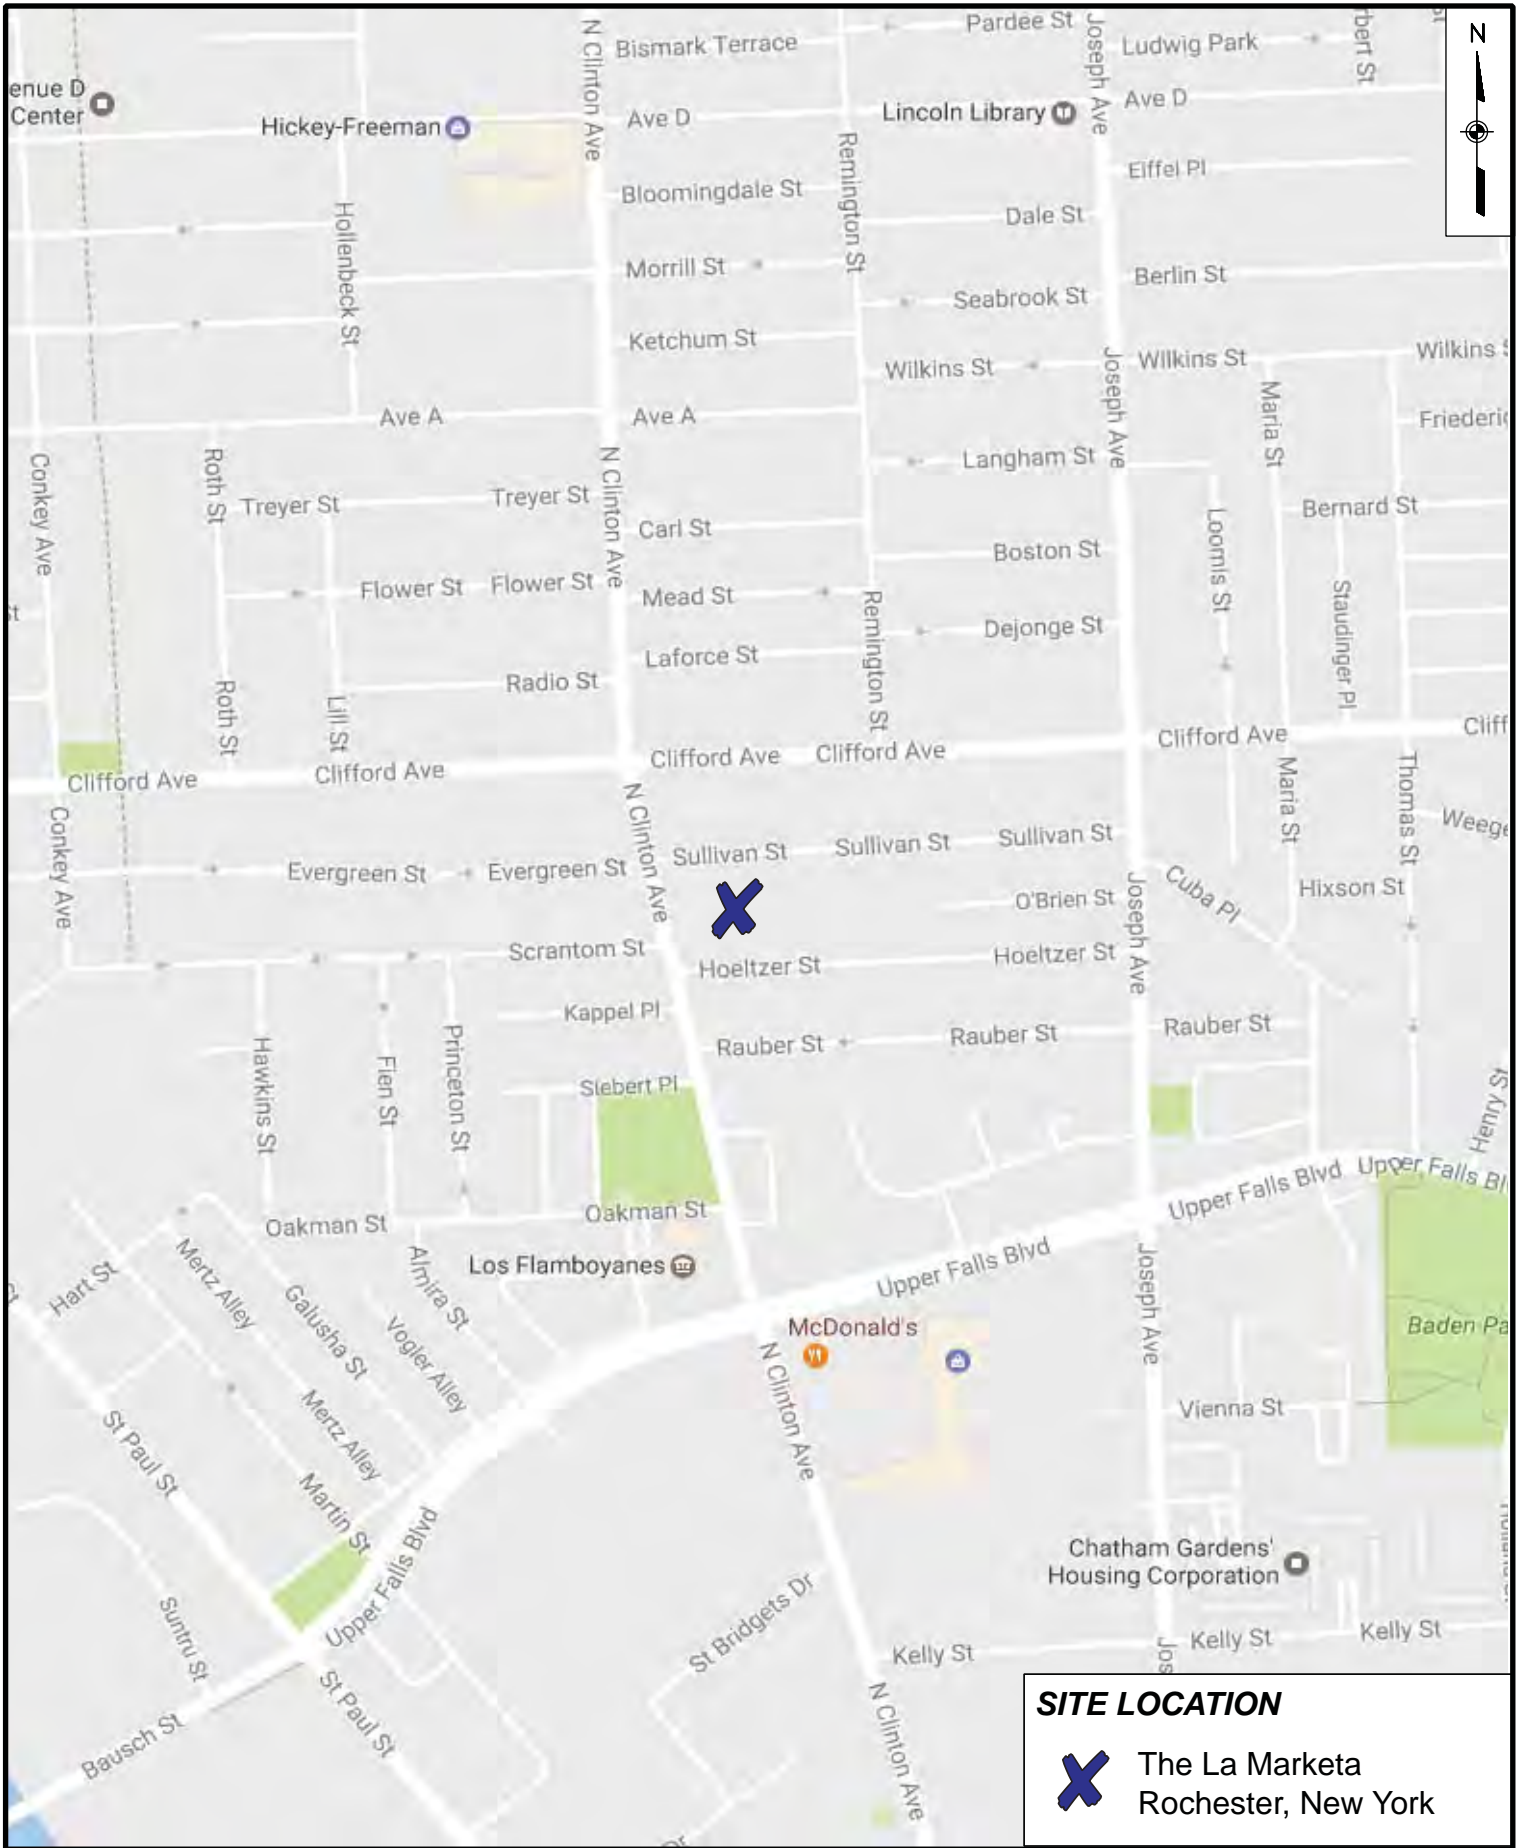 Pardee St
N
Bismark Terrace
N Clinton Ave
Joseph Ave
Ludwig Park
rbert St
enue D
Center
Hickey-Freeman
Ave D
Lincoln Library
Ave D
Remington St
Eiffel Pl
Bloomingdale St
Hollenbeck St
Dale St
Morrill St
Berlin St
Seabrook St
Ketchum St
Wilkins St
Joseph Ave
Wilkins St
Wilkins
Maria St
Ave A
Ave A
Friederi
Conkey Ave
Roth St
N Clinton Ave
Langham St
Treyer St
Treyer St
Bernard St
Carl St
Loomis St
Boston St
Flower St
Flower St
Mead St
Staudinger Pl
Remington St
Dejonge St
Laforce St
Roth St
Radio St
Lill St
Clifford Ave
Cliff
Clifford Ave
Clifford Ave
Clifford Ave
Clifford Ave
Maria St
Thomas St
Conkey Ave
N Clinton Ave
Weege
Sullivan St
Sullivan St
Sullivan St
Evergreen St
Evergreen St
Cuba Pl
Hixson St
O'Brien St
Joseph Ave
Scrantom St
Hoeltzer St
Hoeltzer St
Kappel Pl
Rauber St
Rauber St
Rauber St
Hawkins St
Fien St
Princeton St
Siebert Pl
Henry St
Upper Falls Blvd
Upper Falls Bl
Oakman St
Oakman St
Los Flamboyanes
Upper Falls Blvd
Hart St
Mertz Alley
Galusha St
Almira St
Vogler Alley
Joseph Ave
McDonald's
Baden Pa
N Clinton Ave
Mertz Alley
Vienna St
St Paul St
Martin St
Upper Falls Blvd
Chatham Gardens'
Housing Corporation
Suntru St
St Bridgets Dr
Kelly St
Kelly St
Kelly St
Jos
St Paul St
N Clinton Ave
Bausch St
Dr
SITE LOCATION
The La Marketa
Rochester, New York